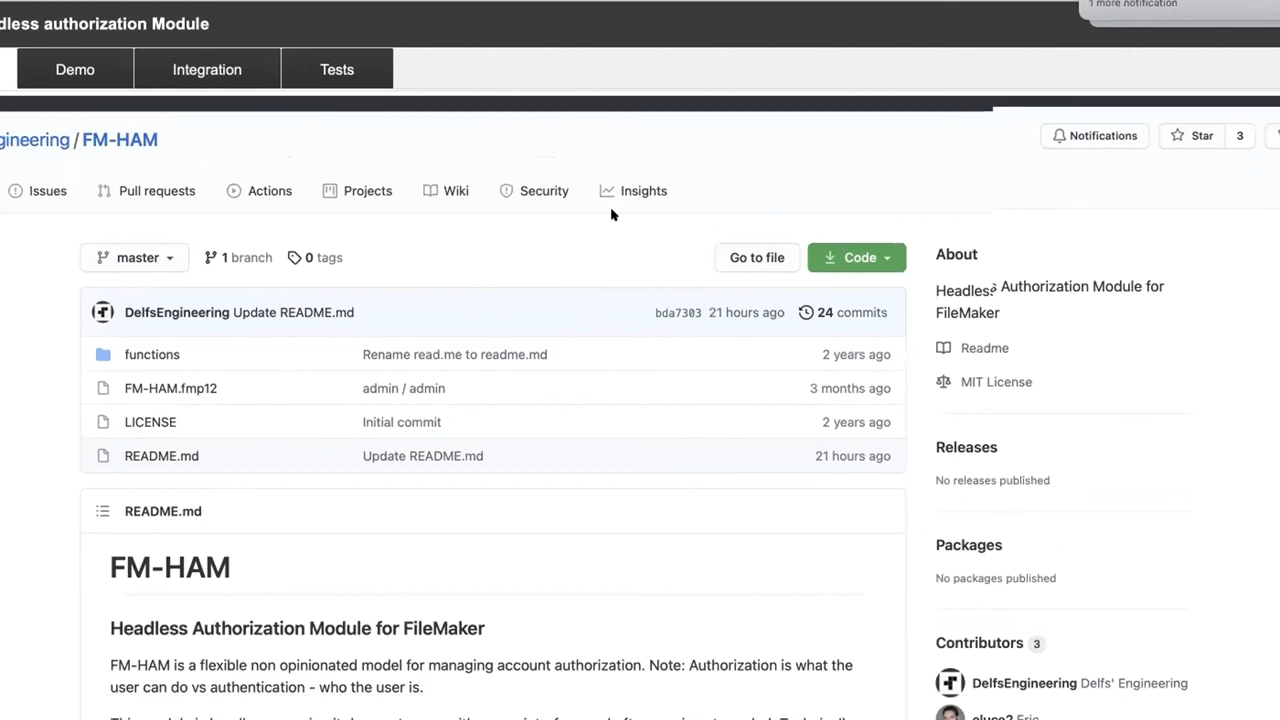 1 more notification
dless authorization Module
Demo Integration Tests
gineering / FM-HAM
Notifications Star 3
Issues Pull requests Actions Projects Wiki Security Insights
master 1 branch 0 tags Go to file Code
DelfsEngineering Update README.md bda7303 21 hours ago 24 commits
functions Rename read.me to readme.md 2 years ago
FM-HAM.fmp12 admin / admin 3 months ago
LICENSE Initial commit 2 years ago
README.md Update README.md 21 hours ago
README.md
FM-HAM
Headless Authorization Module for FileMaker
FM-HAM is a flexible non opinionated model for managing account authorization. Note: Authorization is what the
user can do vs authentication - who the user is.
About
Headless Authorization Module for
FileMaker
Readme
MIT License
Releases
No releases published
Packages
No packages published
Contributors 3
DelfsEngineering Delfs' Engineering